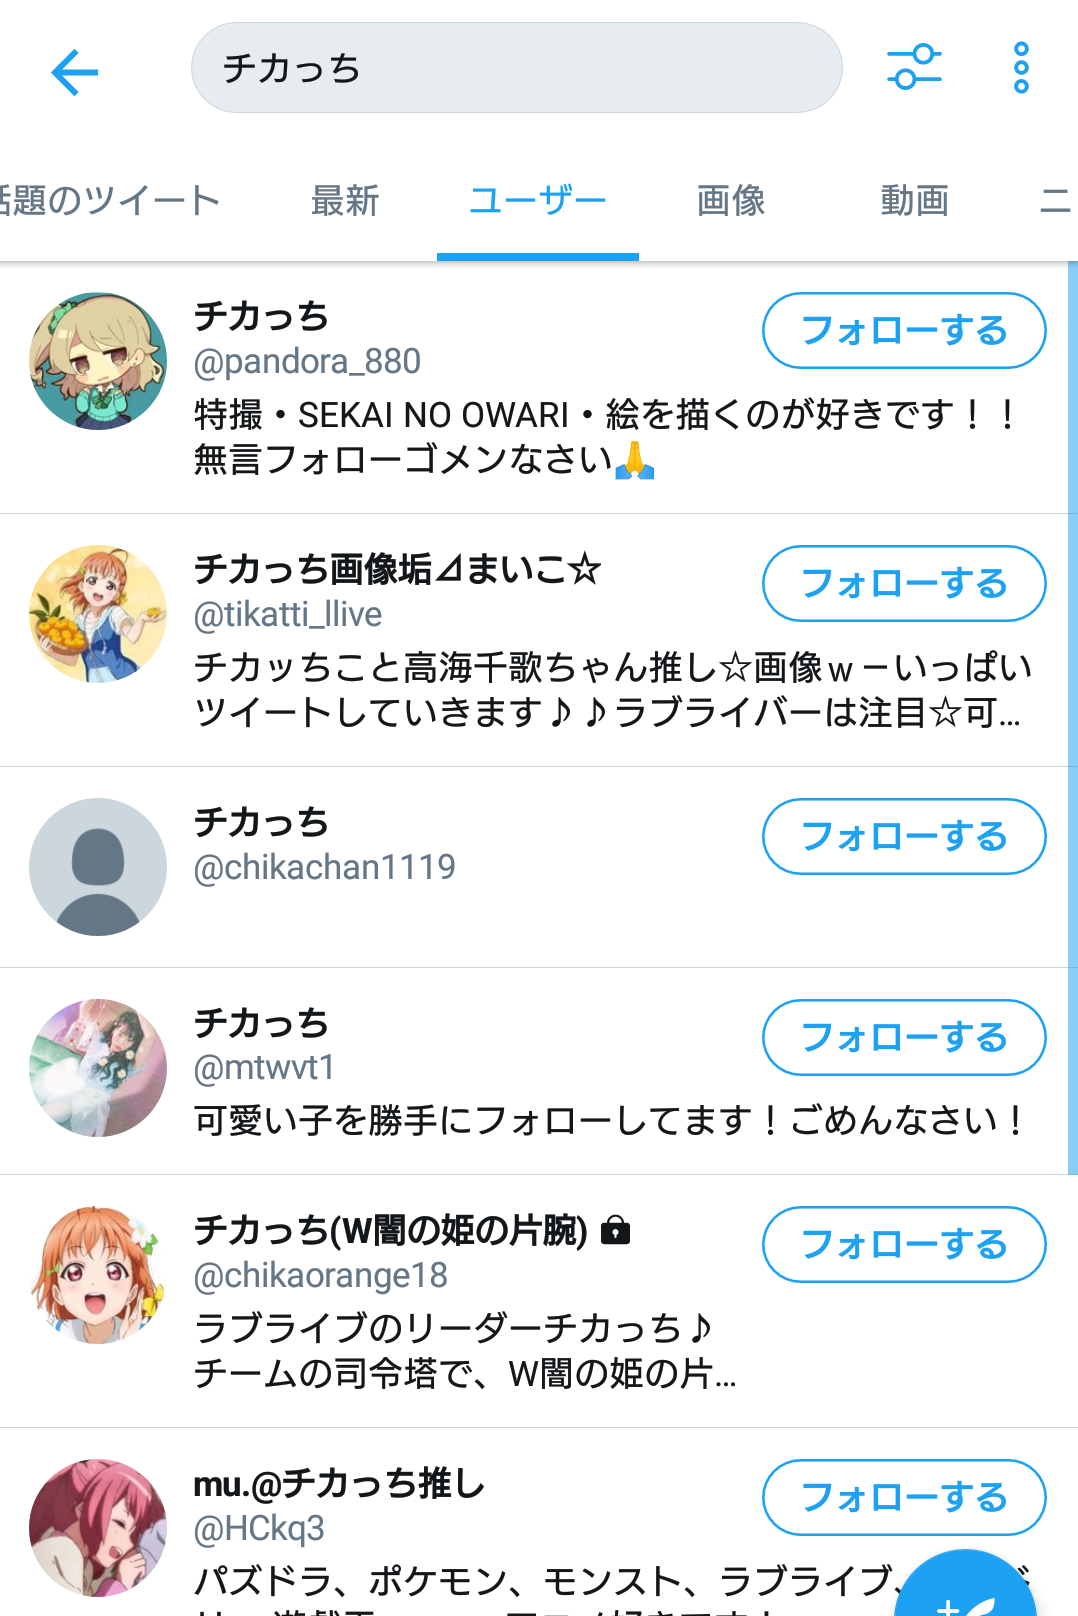 チカっち
話題のツイート 最新 ユーザー 画像 動画 ニ
チカっち
フォローする
@pandora_880
特撮・SEKAI NO OWARI・絵を描くのが好きです！！
無言フォローゴメンなさい🙏
チカっち画像垢⊿まいこ☆
フォローする
@tikatti_llive
チカッちこと高海千歌ちゃん推し☆画像ｗ－いっぱい
ツイートしていきます♪♪ラブライバーは注目☆可...
チカっち
フォローする
@chikachan1119
チカっち
フォローする
@mtwvt1
可愛い子を勝手にフォローしてます！ごめんなさい！
チカっち(W闇の姫の片腕)
フォローする
@chikaorange18
ラブライブのリーダーチカっち♪
チームの司令塔で、W闇の姫の片...
mu.@チカっち推し
フォローする
@HCkq3
パズドラ、ポケモン、モンスト、ラブライブ、